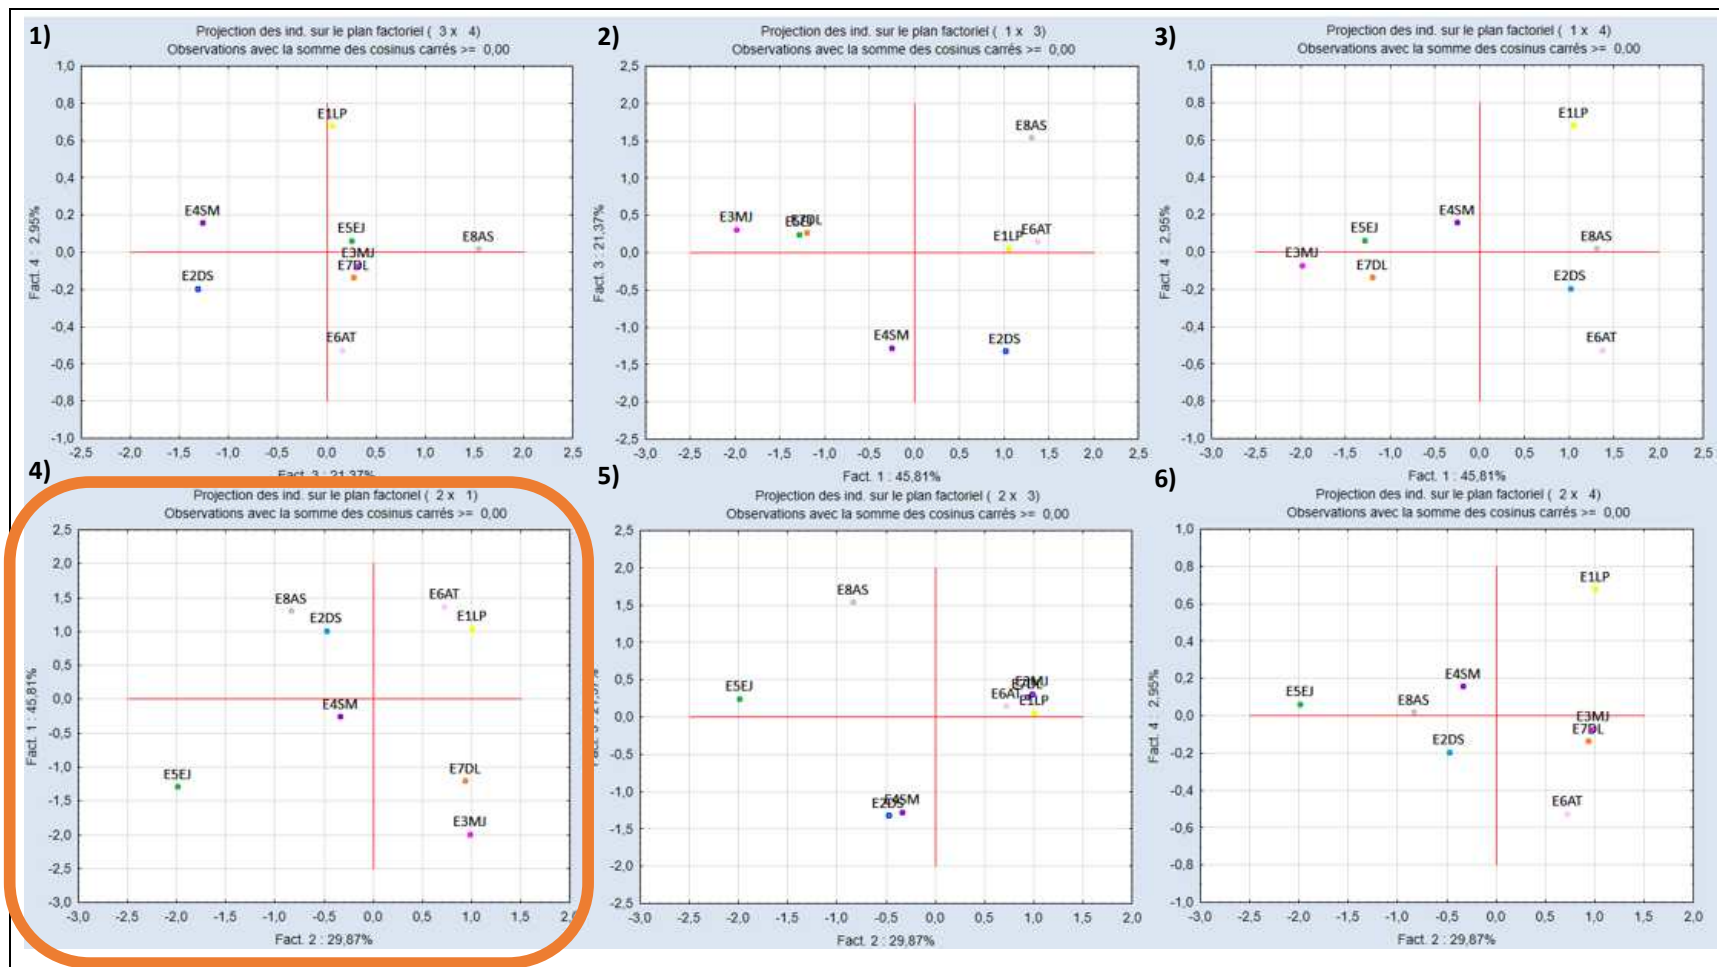 1)
Projection des ind. sur le plan factoriel ( 3 x 4)
Observations avec la somme des cosinus carrés >= 0,00
1,0
0,8
0,6
0,4
0,2
0,0
-0,2
-0,4
-0,6
-0,8
-1,0
Fact. 4 : 2,95%
E1LP
E4SM
E5EJ
E8AS
E3MJ
E7DL
E2DS
E6AT
-2,5 -2,0 -1,5 -1,0 -0,5 0,0 0,5 1,0 1,5 2,0 2,5
Fact. 3 : 21,37%
2)
Projection des ind. sur le plan factoriel ( 1 x 3)
Observations avec la somme des cosinus carrés >= 0,00
2,5
2,0
1,5
1,0
0,5
0,0
-0,5
-1,0
-1,5
-2,0
-2,5
Fact. 3 : 21,37%
E8AS
E3MJ
E5EJ
E7DL
E1LP
E6AT
E4SM
E2DS
-3,0 -2,5 -2,0 -1,5 -1,0 -0,5 0,0 0,5 1,0 1,5 2,0 2,5
Fact. 1 : 45,81%
3)
Projection des ind. sur le plan factoriel ( 1 x 4)
Observations avec la somme des cosinus carrés >= 0,00
1,0
0,8
0,6
0,4
0,2
0,0
-0,2
-0,4
-0,6
-0,8
-1,0
Fact. 4 : 2,95%
E1LP
E4SM
E5EJ
E8AS
E3MJ
E7DL
E2DS
E6AT
-3,0 -2,5 -2,0 -1,5 -1,0 -0,5 0,0 0,5 1,0 1,5 2,0 2,5
Fact. 1 : 45,81%
4)
Projection des ind. sur le plan factoriel ( 2 x 1)
Observations avec la somme des cosinus carrés >= 0,00
2,5
2,0
1,5
1,0
0,5
0,0
-0,5
-1,0
-1,5
-2,0
-2,5
-3,0
Fact. 1 : 45,81%
E8AS
E2DS
E6AT
E1LP
E4SM
E5EJ
E7DL
E3MJ
-3,0 -2,5 -2,0 -1,5 -1,0 -0,5 0,0 0,5 1,0 1,5 2,0
Fact. 2 : 29,87%
5)
Projection des ind. sur le plan factoriel ( 2 x 3)
Observations avec la somme des cosinus carrés >= 0,00
2,5
2,0
1,5
1,0
0,5
0,0
-0,5
-1,0
-1,5
-2,0
-2,5
Fact. 3 : 21,37%
E8AS
E5EJ
E3MJ
E7DL
E6AT
E1LP
E2DS
E4SM
-3,0 -2,5 -2,0 -1,5 -1,0 -0,5 0,0 0,5 1,0 1,5 2,0
Fact. 2 : 29,87%
6)
Projection des ind. sur le plan factoriel ( 2 x 4)
Observations avec la somme des cosinus carrés >= 0,00
1,0
0,8
0,6
0,4
0,2
0,0
-0,2
-0,4
-0,6
-0,8
-1,0
Fact. 4 : 2,95%
E1LP
E4SM
E5EJ
E8AS
E3MJ
E7DL
E2DS
E6AT
-3,0 -2,5 -2,0 -1,5 -1,0 -0,5 0,0 0,5 1,0 1,5 2,0
Fact. 2 : 29,87%